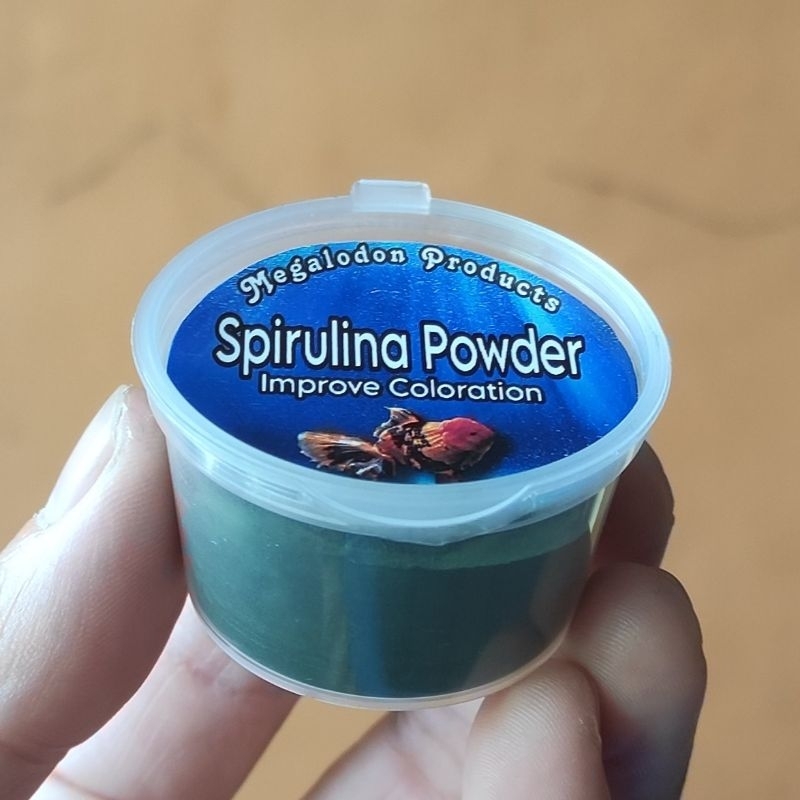 Megalodon Products
Spirulina Powder
Improve Coloration